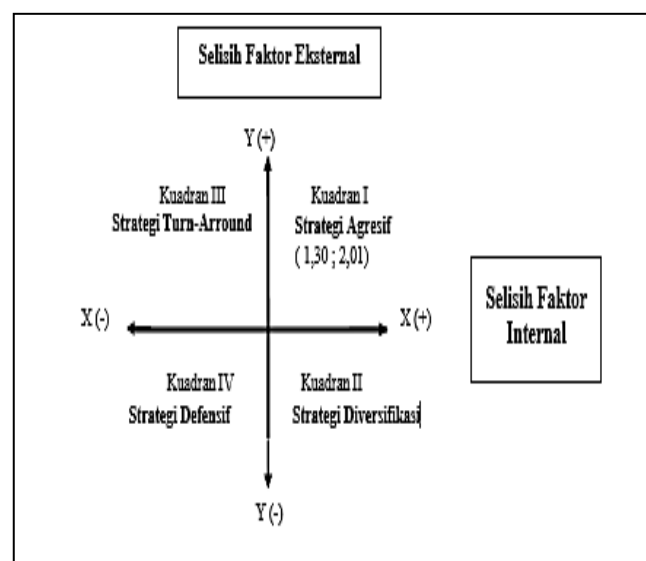 Selisih Faktor Eksternal
Y (+)
Kuadran III
Strategi Turn-Arround
Kuadran I
Strategi Agresif
( 1,30 ; 2,01)
X (-)
X (+)
Selisih Faktor
Internal
Kuadran IV
Strategi Defensif
Kuadran II
Strategi Diversifikasi
Y (-)